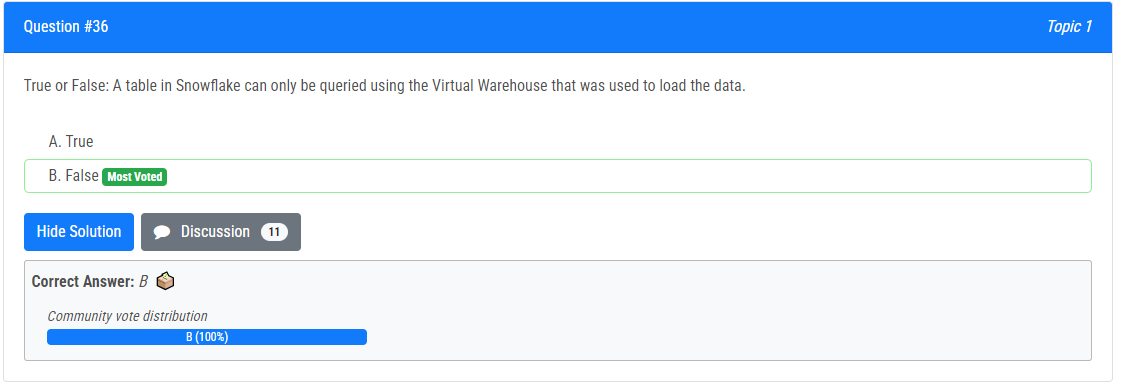 Question #36
Topic 1
True or False: A table in Snowflake can only be queried using the Virtual Warehouse that was used to load the data.
A. True
B. False Most Voted
Hide Solution
Discussion 11
Correct Answer: B
Community vote distribution
B (100%)